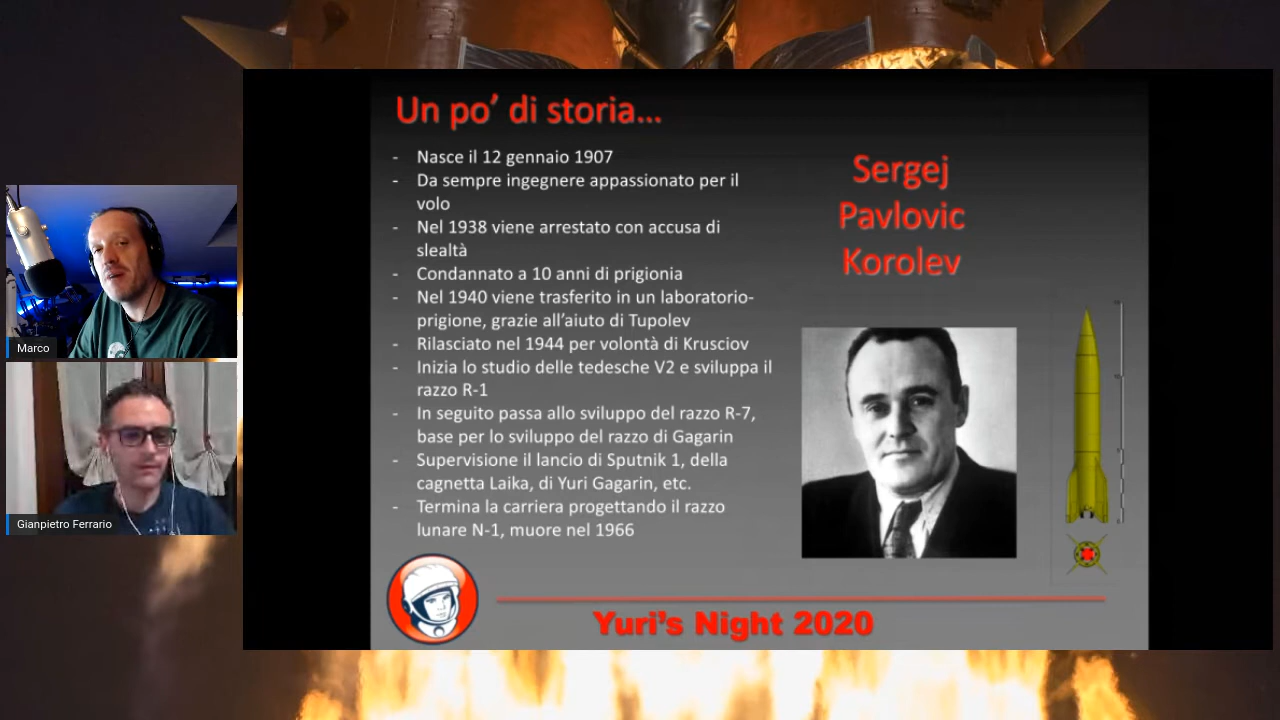 Un po’ di storia...
- Nasce il 12 gennaio 1907
- Da sempre ingegnere appassionato per il
volo
- Nel 1938 viene arrestato con accusa di
slealtà
- Condannato a 10 anni di prigionia
- Nel 1940 viene trasferito in un laboratorio-
prigione, grazie all’aiuto di Tupolev
- Rilasciato nel 1944 per volontà di Krusciov
- Inizia lo studio delle tedesche V2 e sviluppa il
razzo R-1
- In seguito passa allo sviluppo del razzo R-7,
base per lo sviluppo del razzo di Gagarin
- Supervisione il lancio di Sputnik 1, della
cagnetta Laika, di Yuri Gagarin, etc.
- Termina la carriera progettando il razzo
lunare N-1, muore nel 1966
Sergej
Pavlovic
Korolev
Marco
Gianpietro Ferrario
Yuri’s Night 2020